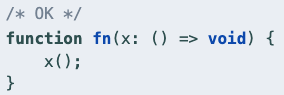 /* OK */
function fn(x: () => void) {
    x();
}